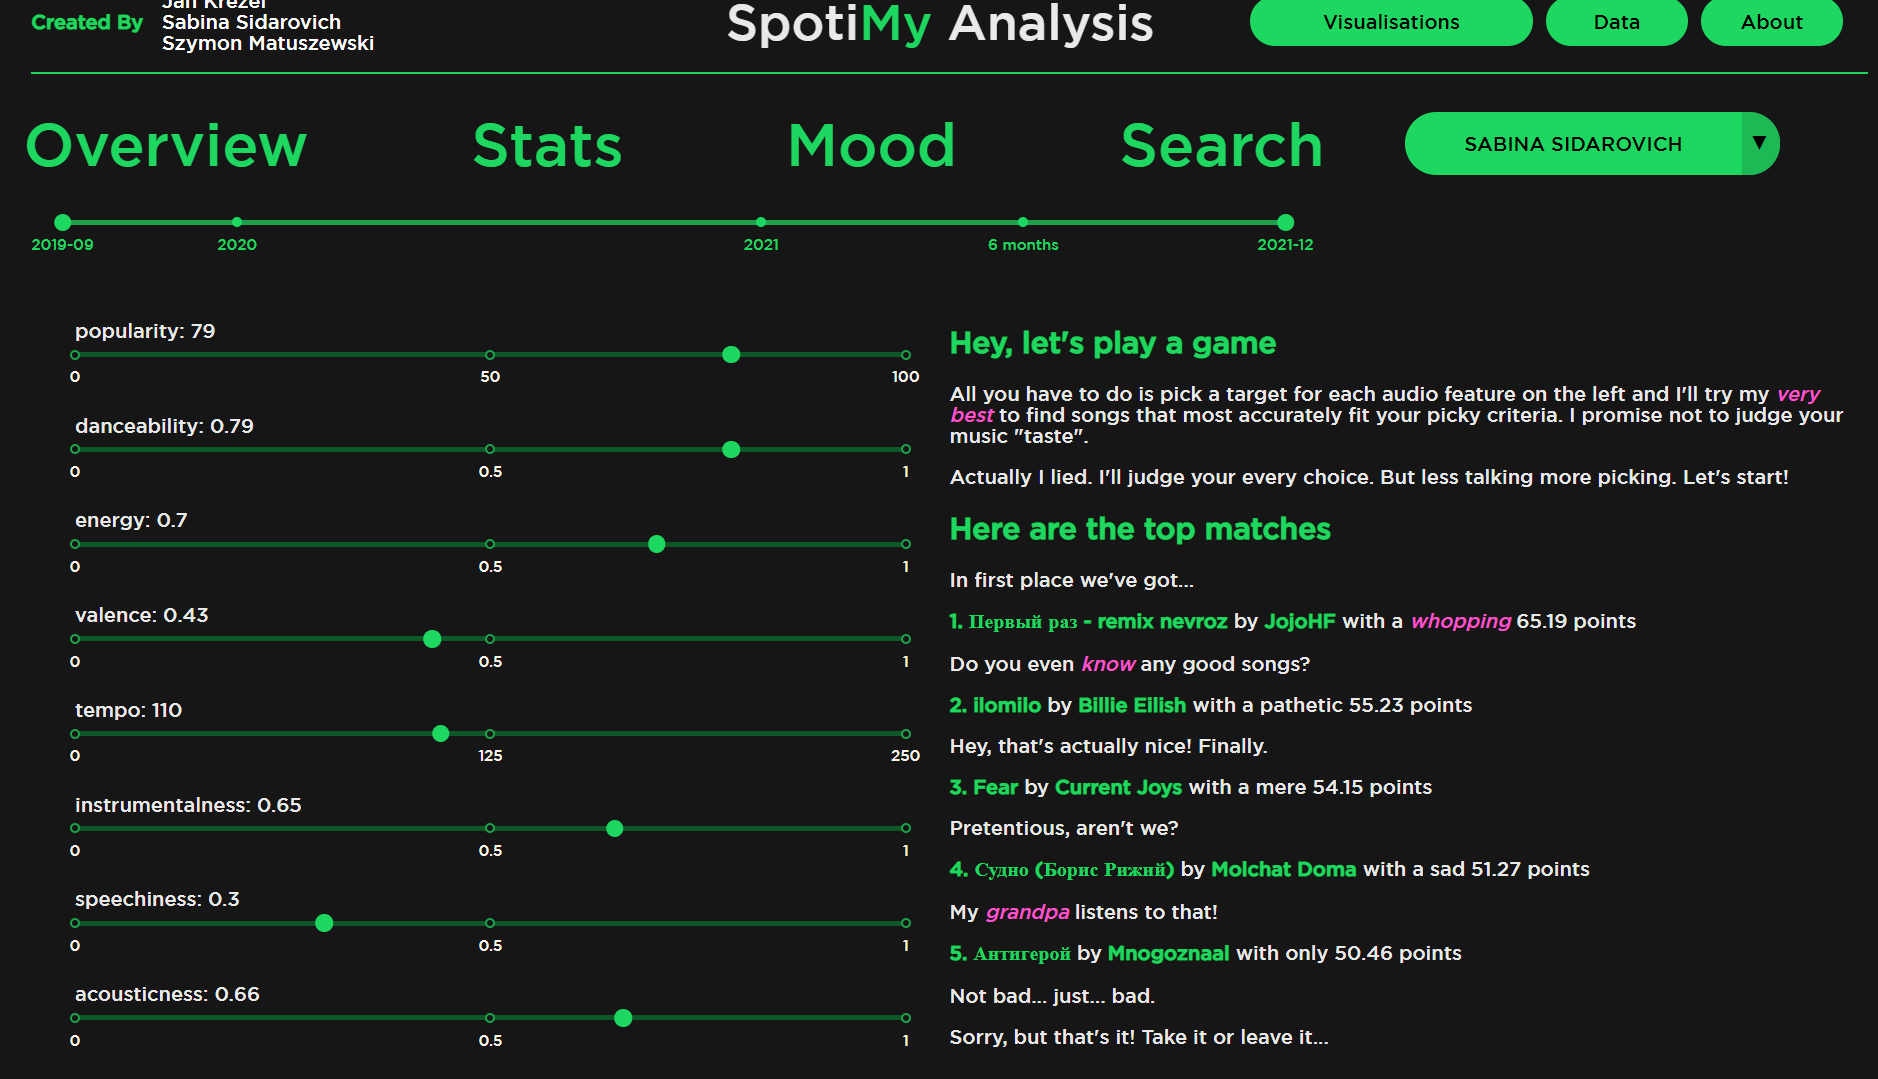 Jan Krezel
Created By
Sabina Sidarovich
Szymon Matuszewski
SpotiMy Analysis
Visualisations
Data
About
Overview
Stats
Mood
Search
SABINA SIDAROVICH
▼
2019-09
2020
2021
6 months
2021-12
popularity: 79
0
50
100
danceability: 0.79
0
0.5
1
energy: 0.7
0
0.5
1
valence: 0.43
0
0.5
1
tempo: 110
0
125
250
instrumentalness: 0.65
0
0.5
1
speechiness: 0.3
0
0.5
1
acousticness: 0.66
0
0.5
1
Hey, let's play a game
All you have to do is pick a target for each audio feature on the left and I'll try my very
best to find songs that most accurately fit your picky criteria. I promise not to judge your
music "taste".
Actually I lied. I'll judge your every choice. But less talking more picking. Let's start!
Here are the top matches
In first place we've got...
1. Первый раз - remix nevroz by JojoHF with a whopping 65.19 points
Do you even know any good songs?
2. ilomilo by Billie Eilish with a pathetic 55.23 points
Hey, that's actually nice! Finally.
3. Fear by Current Joys with a mere 54.15 points
Pretentious, aren't we?
4. Судно (Борис Рижий) by Molchat Doma with a sad 51.27 points
My grandpa listens to that!
5. Антигерой by Mnogoznaal with only 50.46 points
Not bad... just... bad.
Sorry, but that's it! Take it or leave it...